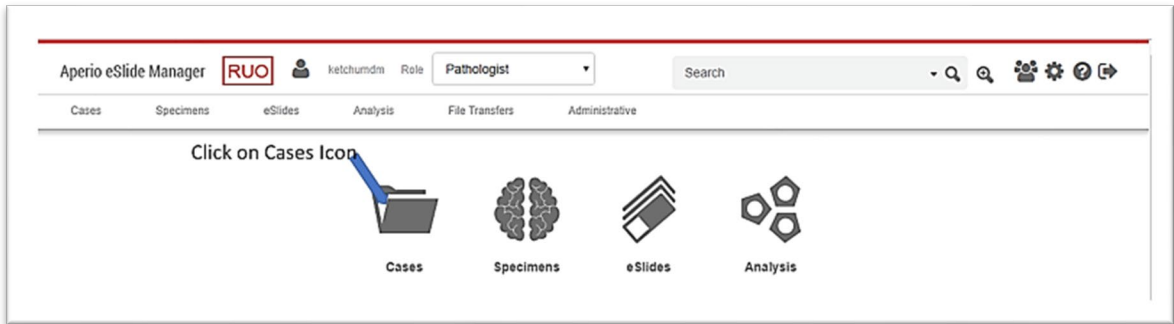 Aperio eSlide Manager RUO ketchumdm Role Pathologist Search
Cases Specimens eSlides Analysis File Transfers Administrative
Click on Cases Icon
Cases Specimens eSlides Analysis